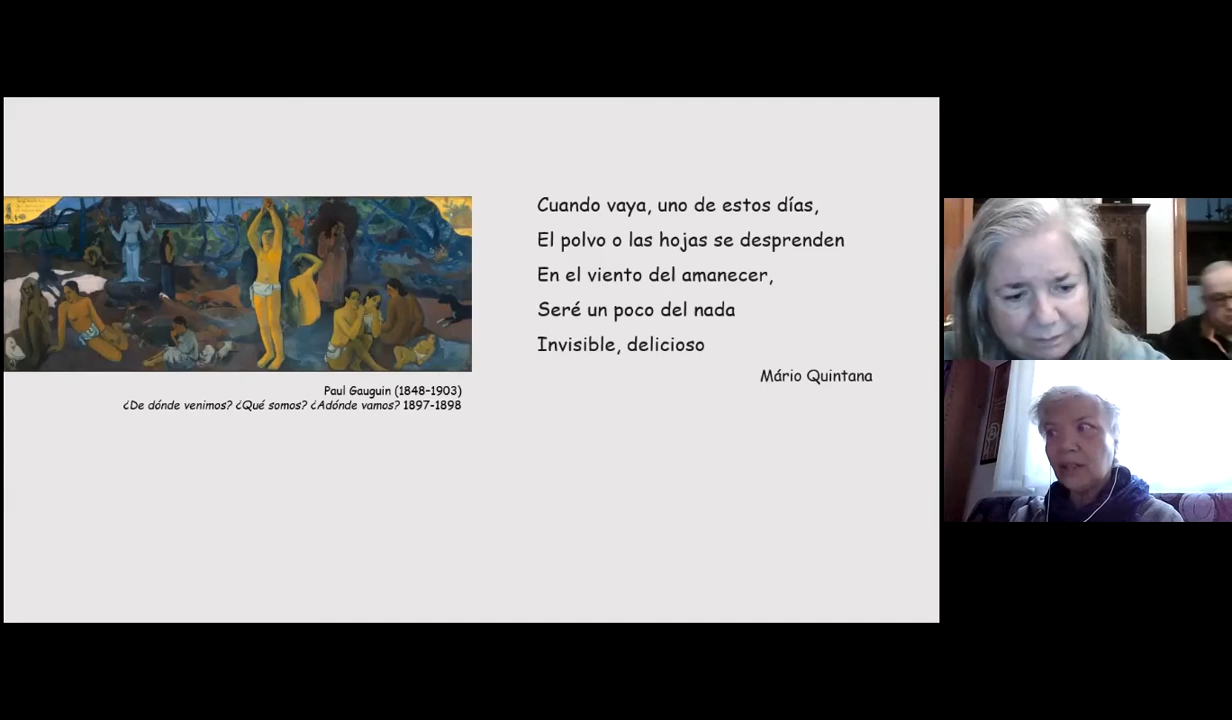 Cuando vaya, uno de estos días,
El polvo o las hojas se desprenden
En el viento del amanecer,
Seré un poco del nada
Invisible, delicioso
Mário Quintana
Paul Gauguin (1848-1903)
¿De dónde venimos? ¿Qué somos? ¿Adónde vamos? 1897-1898